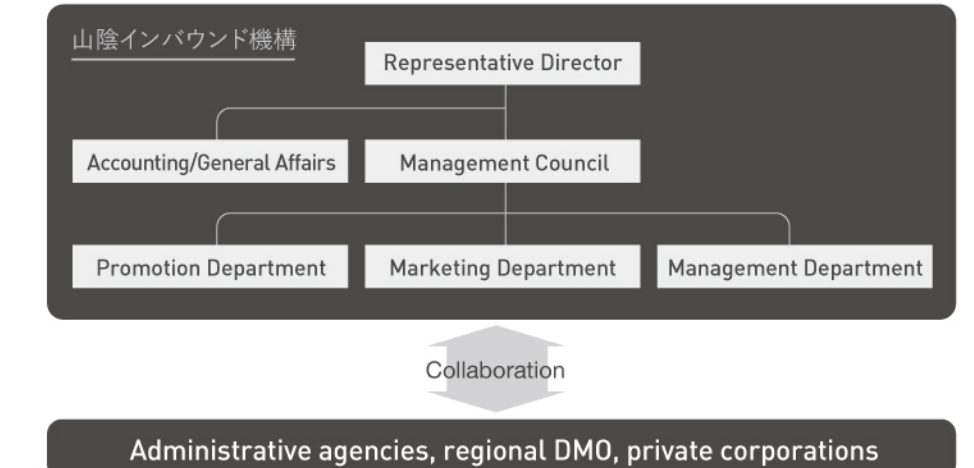 山陰インバウンド機構
Representative Director
Accounting/General Affairs
Management Council
Promotion Department
Marketing Department
Management Department
Collaboration
Administrative agencies, regional DMO, private corporations